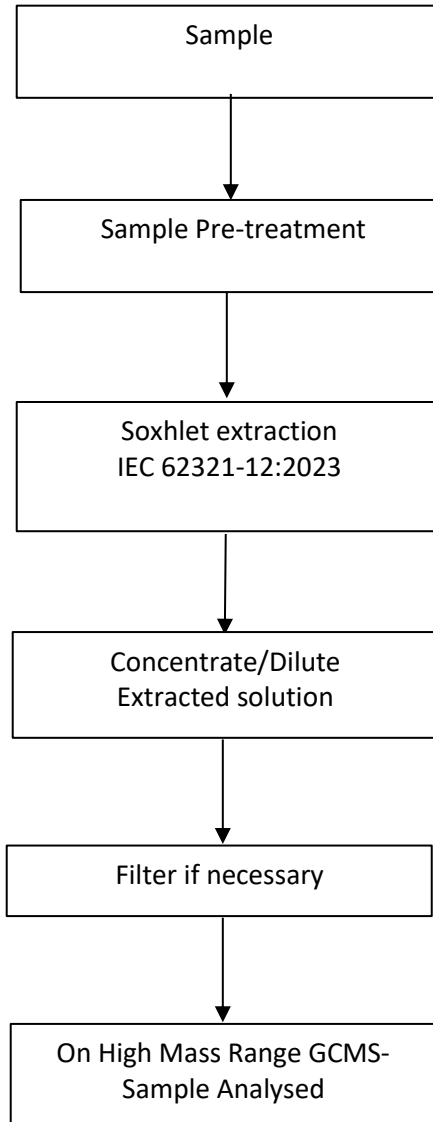 Sample
Sample Pre-treatment
Soxhlet extraction
IEC 62321-12:2023
Concentrate/Dilute
Extracted solution
Filter if necessary
On High Mass Range GCMS-
Sample Analysed